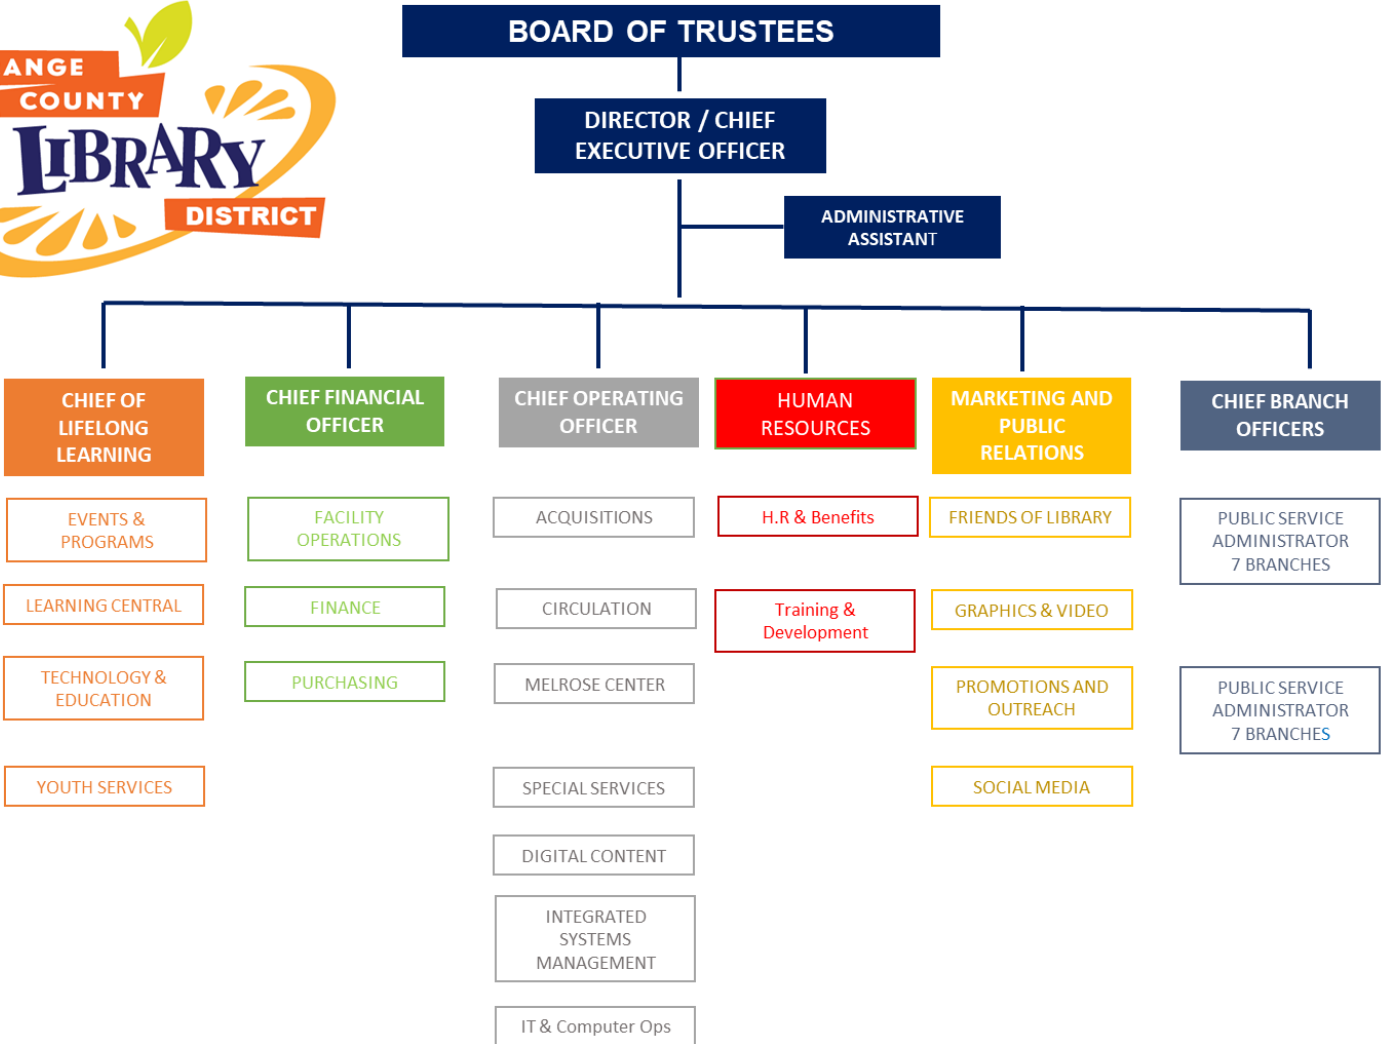 ANGE
COUNTY
LIBRARY
DISTRICT
BOARD OF TRUSTEES
DIRECTOR / CHIEF
EXECUTIVE OFFICER
ADMINISTRATIVE
ASSISTANT
CHIEF OF
LIFELONG
LEARNING
EVENTS &
PROGRAMS
LEARNING CENTRAL
TECHNOLOGY &
EDUCATION
YOUTH SERVICES
CHIEF FINANCIAL
OFFICER
FACILITY
OPERATIONS
FINANCE
PURCHASING
CHIEF OPERATING
OFFICER
ACQUISITIONS
CIRCULATION
MELROSE CENTER
SPECIAL SERVICES
DIGITAL CONTENT
INTEGRATED
SYSTEMS
MANAGEMENT
IT & Computer Ops
HUMAN
RESOURCES
H.R & Benefits
Training &
Development
MARKETING AND
PUBLIC
RELATIONS
FRIENDS OF LIBRARY
GRAPHICS & VIDEO
PROMOTIONS AND
OUTREACH
SOCIAL MEDIA
CHIEF BRANCH
OFFICERS
PUBLIC SERVICE
ADMINISTRATOR
7 BRANCHES
PUBLIC SERVICE
ADMINISTRATOR
7 BRANCHES